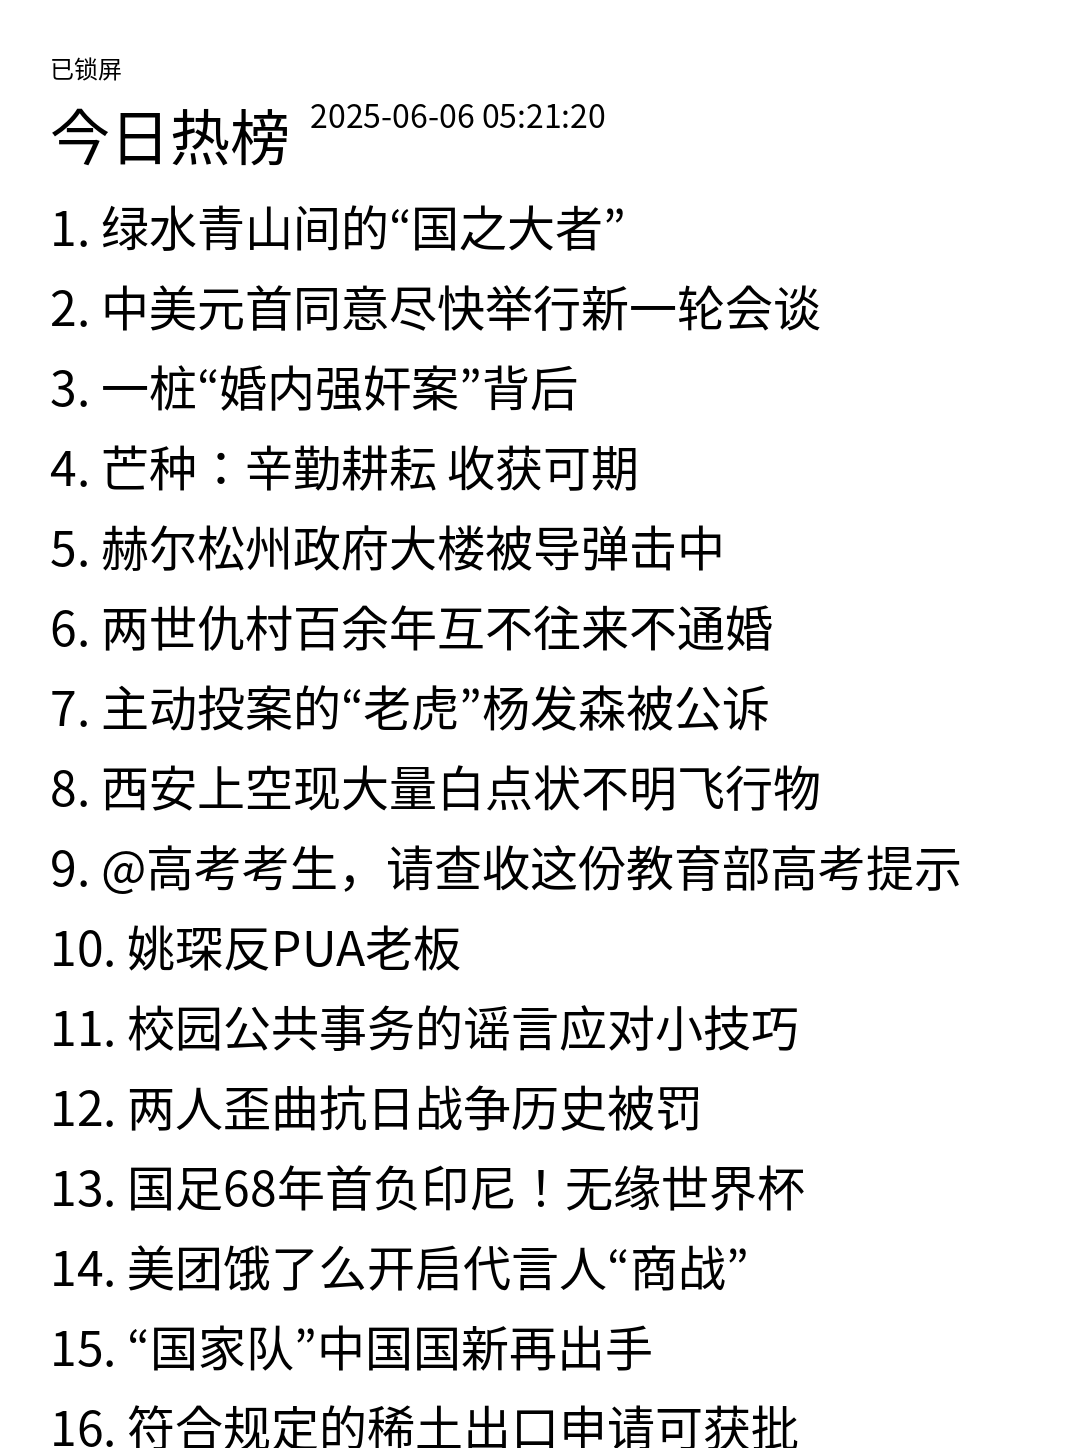 已锁屏
今日热榜 2025-06-06 05:21:20
1. 绿水青山间的“国之大者”
2. 中美元首同意尽快举行新一轮会谈
3. 一桩“婚内强奸案”背后
4. 芒种：辛勤耕耘 收获可期
5. 赫尔松州政府大楼被导弹击中
6. 两世仇村百余年互不往来不通婚
7. 主动投案的“老虎”杨发森被公诉
8. 西安上空现大量白点状不明飞行物
9. @高考考生，请查收这份教育部高考提示
10. 姚琛反PUA老板
11. 校园公共事务的谣言应对小技巧
12. 两人歪曲抗日战争历史被罚
13. 国足68年首负印尼！无缘世界杯
14. 美团饿了么开启代言人“商战”
15. “国家队”中国国新再出手
16. 符合规定的稀土出口申请可获批